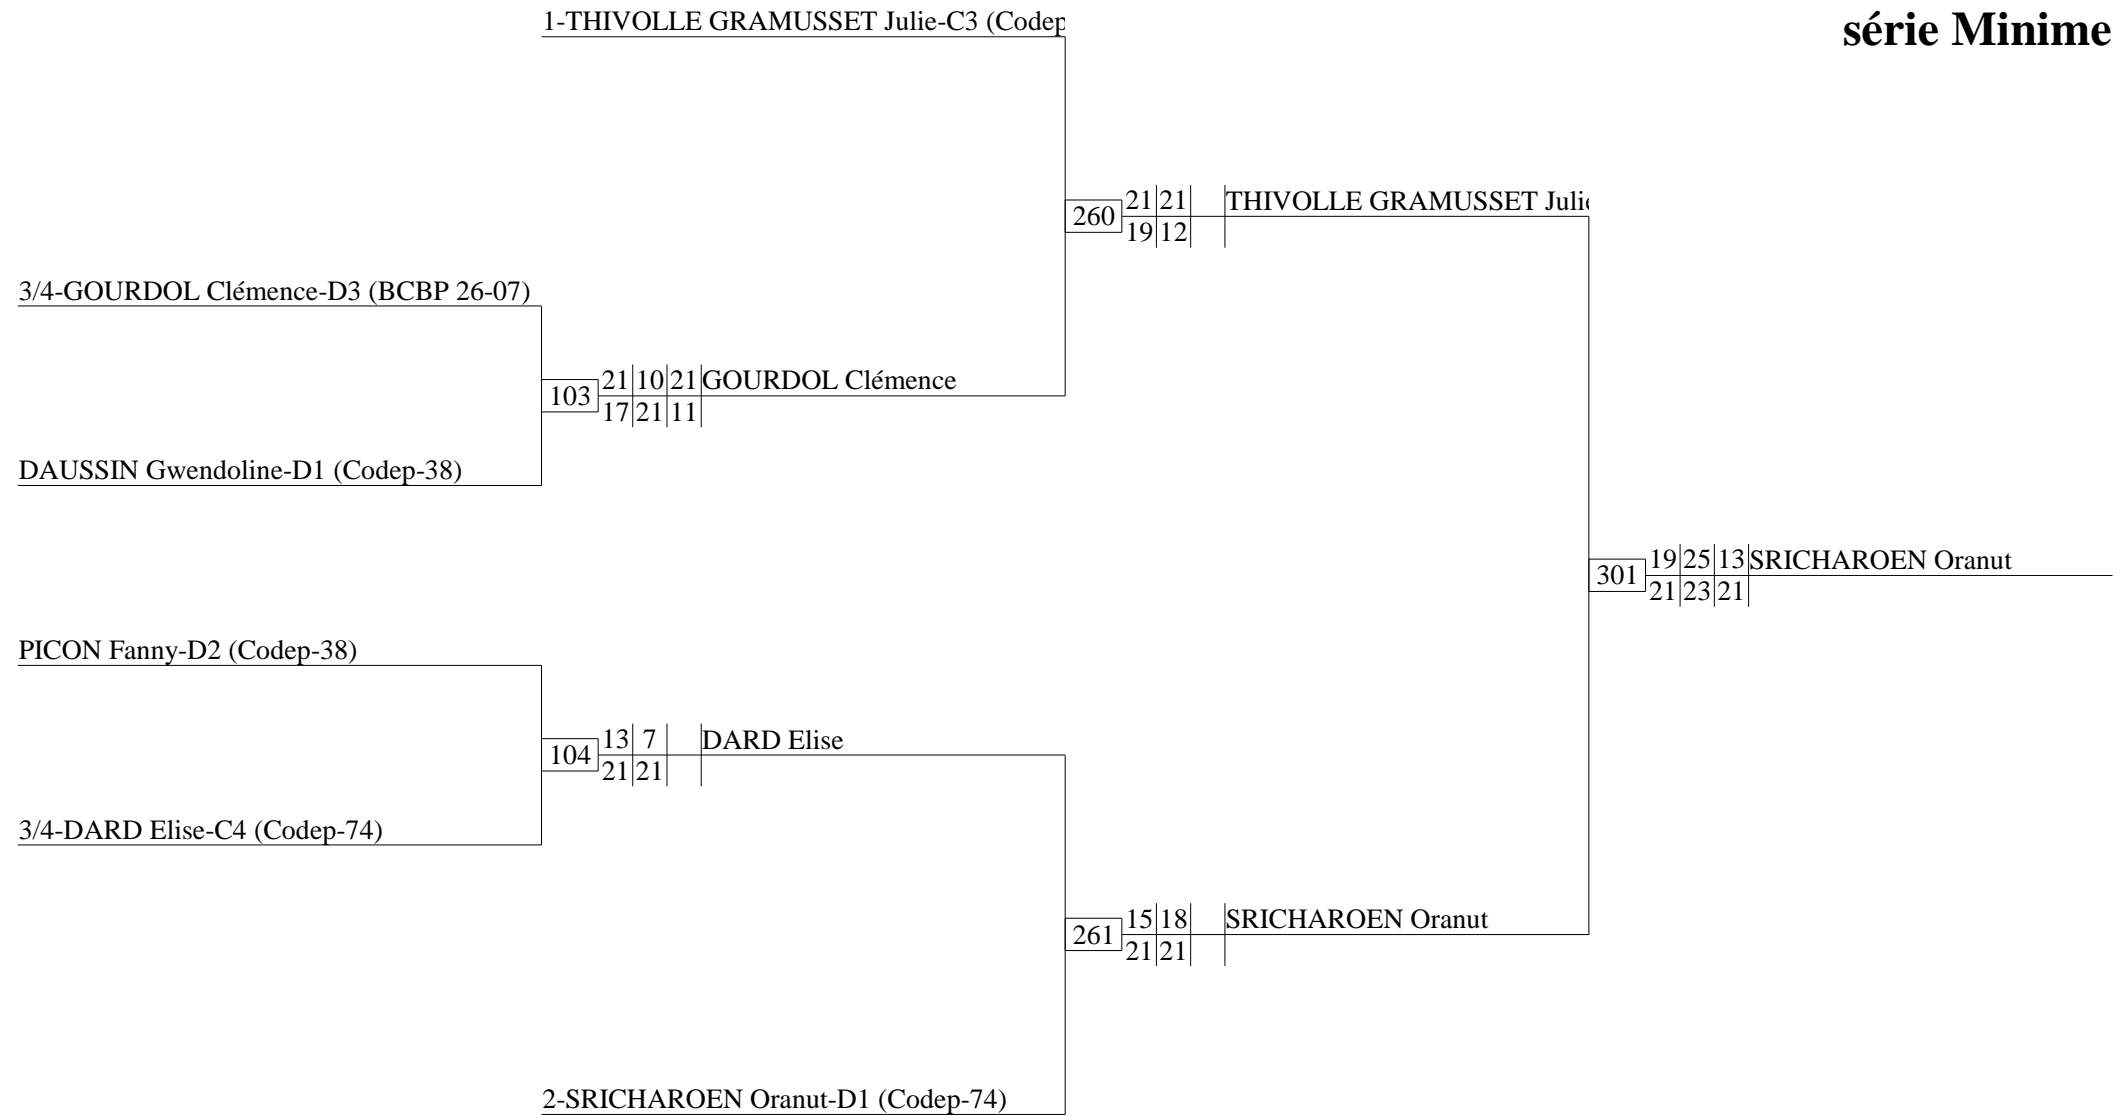 série Minime
1-THIVOLLE GRAMUSSET Julie-C3 (Codep
21 21 THIVOLLE GRAMUSSET Julie
260
19 12
3/4-GOURDOL Clémence-D3 (BCBP 26-07)
21 10 21 GOURDOL Clémence
103
17 21 11
DAUSSIN Gwendoline-D1 (Codep-38)
19 25 13 SRICHAROEN Oranut
301
21 23 21
PICON Fanny-D2 (Codep-38)
13 7 DARD Elise
104
21 21
3/4-DARD Elise-C4 (Codep-74)
15 18 SRICHAROEN Oranut
261
21 21
2-SRICHAROEN Oranut-D1 (Codep-74)